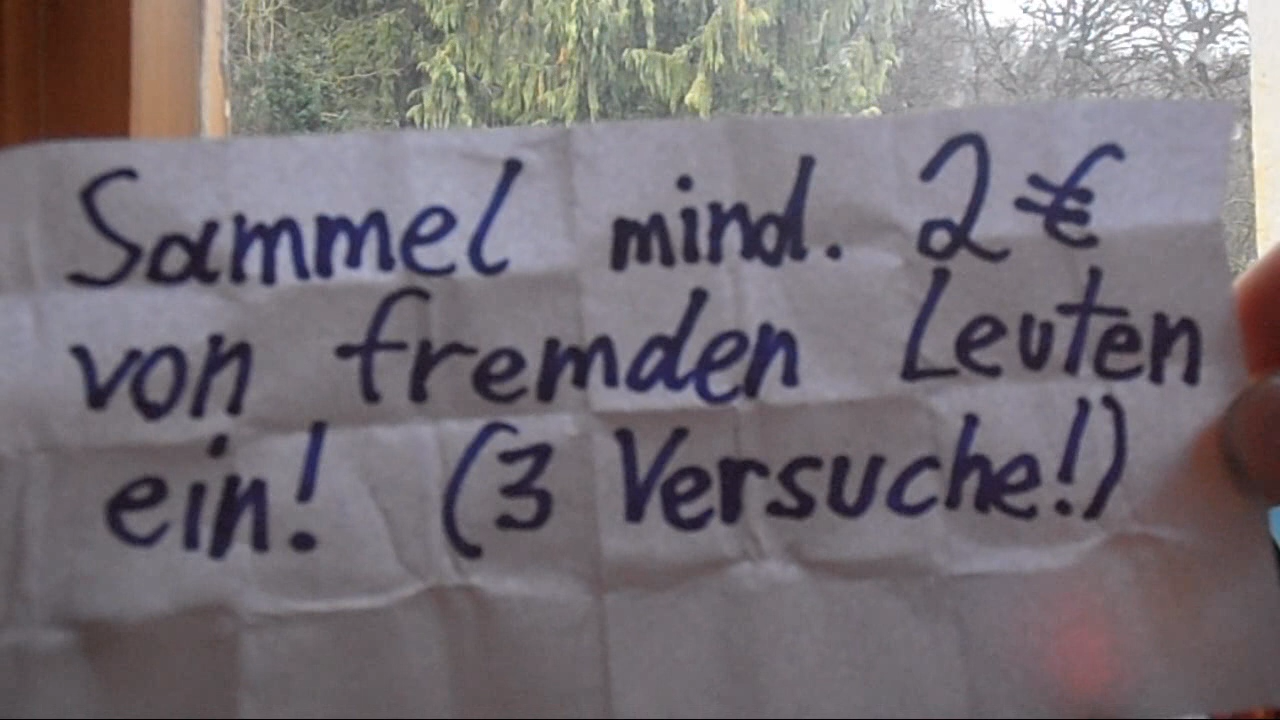 Sammel mind. 2€
von fremden Leuten
ein! (3 Versuche!)